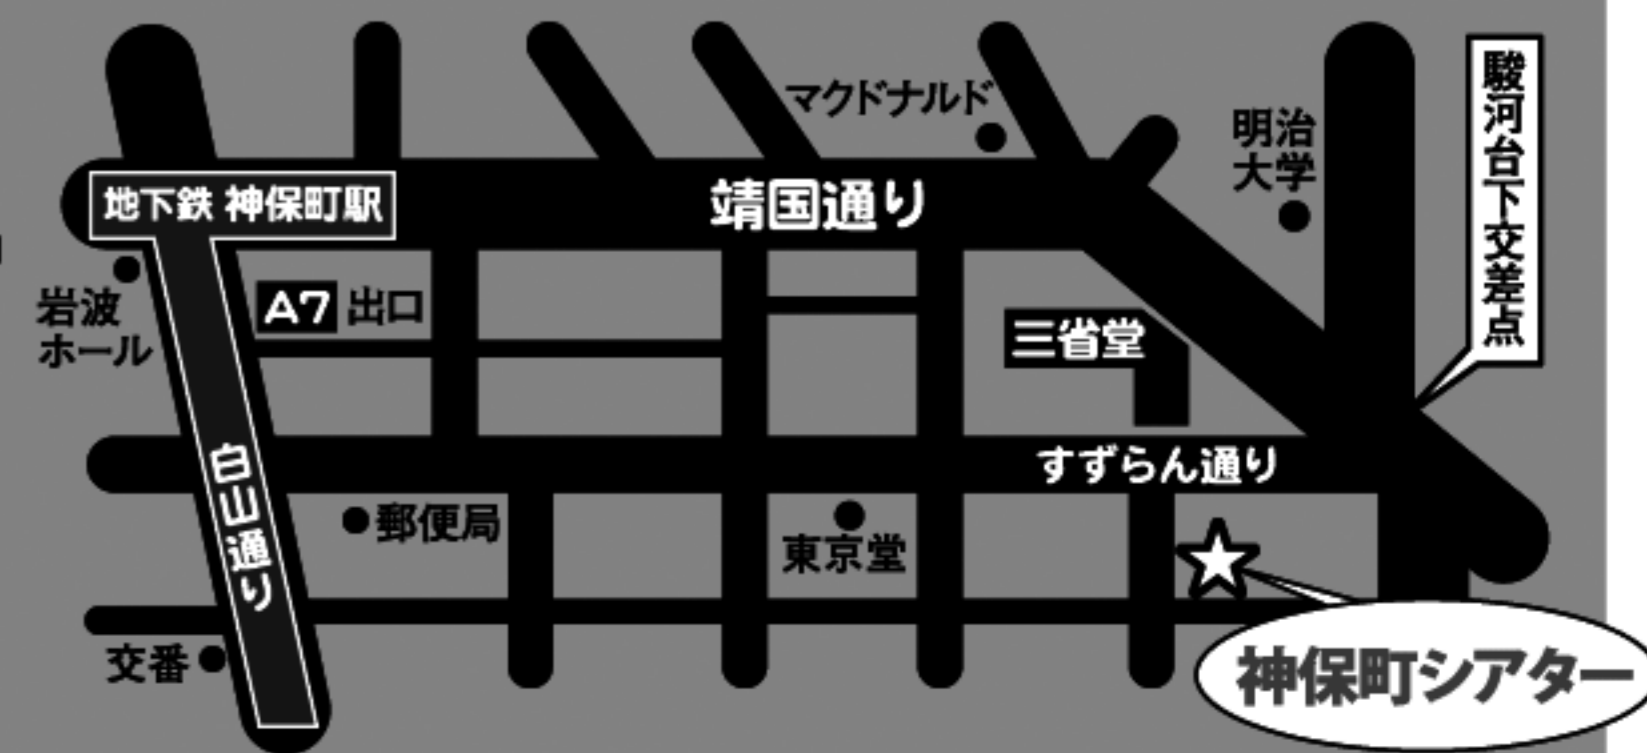 マクドナルド
明治
大学
駿河台下交差点
地下鉄 神保町駅
靖国通り
岩波
ホール
A7 出口
三省堂
白山通り
すずらん通り
郵便局
東京堂
交番
神保町シアター